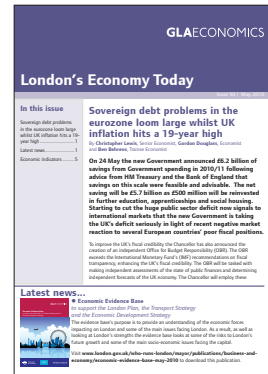 GLAECONOMICS
London's Economy Today
Issue 93 | May 2010
In this issue
Sovereign debt problems
in the eurozone loom large
whilst UK inflation hits a 19-
year high ................................ 1
Latest news............................ 1
Economic indicators ............ 5
Sovereign debt problems in the
eurozone loom large whilst UK
inflation hits a 19-year high
By Christopher Lewis, Senior Economist, Gordon Douglass, Economist
and Ben Behrens, Trainee Economist
On 24 May the new Government announced £6.2 billion of
savings from Government spending in 2010/11 following
advice from HM Treasury and the Bank of England that
savings on this scale were feasible and advisable. The net
saving will be £5.7 billion as £500 million will be reinvested
in further education, apprenticeships and social housing.
Starting to cut the huge public sector deficit now signals to
international markets that the new Government is taking
the UK's deficit seriously in light of recent negative market
reaction to several European countries' poor fiscal positions.
To improve the UK's fiscal credibility the Chancellor has also announced the
creation of an independent Office for Budget Responsibility (OBR). The OBR
exceeds the International Monetary Fund's (IMF) recommendations on fiscal
transparency, enhancing the UK's fiscal credibility. The OBR will be tasked with
making independent assessments of the state of public finances and determining
independent forecasts of the UK economy. The Chancellor will employ these
Latest news...
Economic Evidence Base
to support the London Plan, the Transport Strategy
and the Economic Development Strategy
The evidence base's purpose is to provide an understanding of the economic forces
impacting on London and some of the main issues facing London. As a result, as well as
looking at London's strengths the evidence base looks at some of the risks to London's
future growth and some of the main socio-economic issues facing the capital.
Visit www.london.gov.uk/who-runs-london/mayor/publications/business-and-
economy/economic-evidence-base-may-2010 to download this publication.